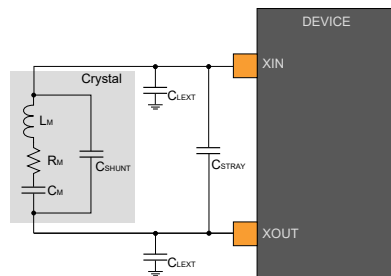 DEVICE
XIN
Crystal
CLEXT
LM
RM
CSHUNT
CSTRAY
CM
XOUT
CLEXT